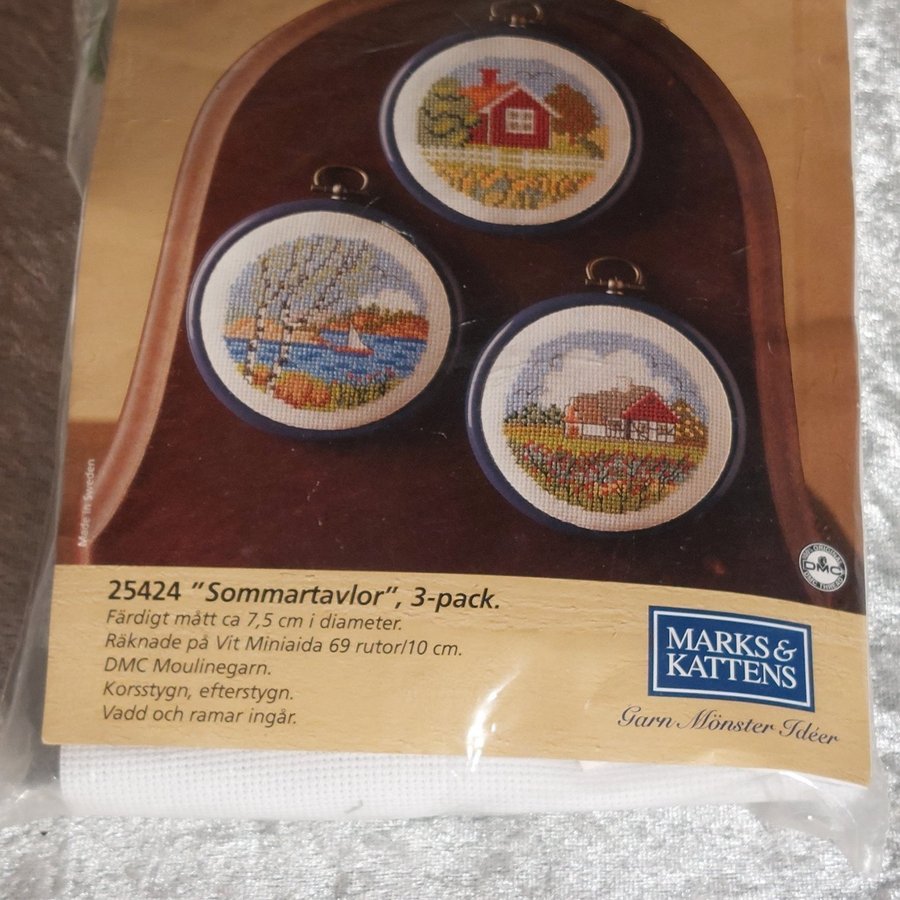 Made in Sweden
25424 "Sommartavlor", 3-pack.
Färdigt mått ca 7,5 cm i diameter.
Räknade på Vit Miniaida 69 rutor/10 cm.
DMC Moulinegarn.
Korsstygn, efterstygn.
Vadd och ramar ingår.
DMC
MARKS &
KATTENS
Garn Mönster Idéer